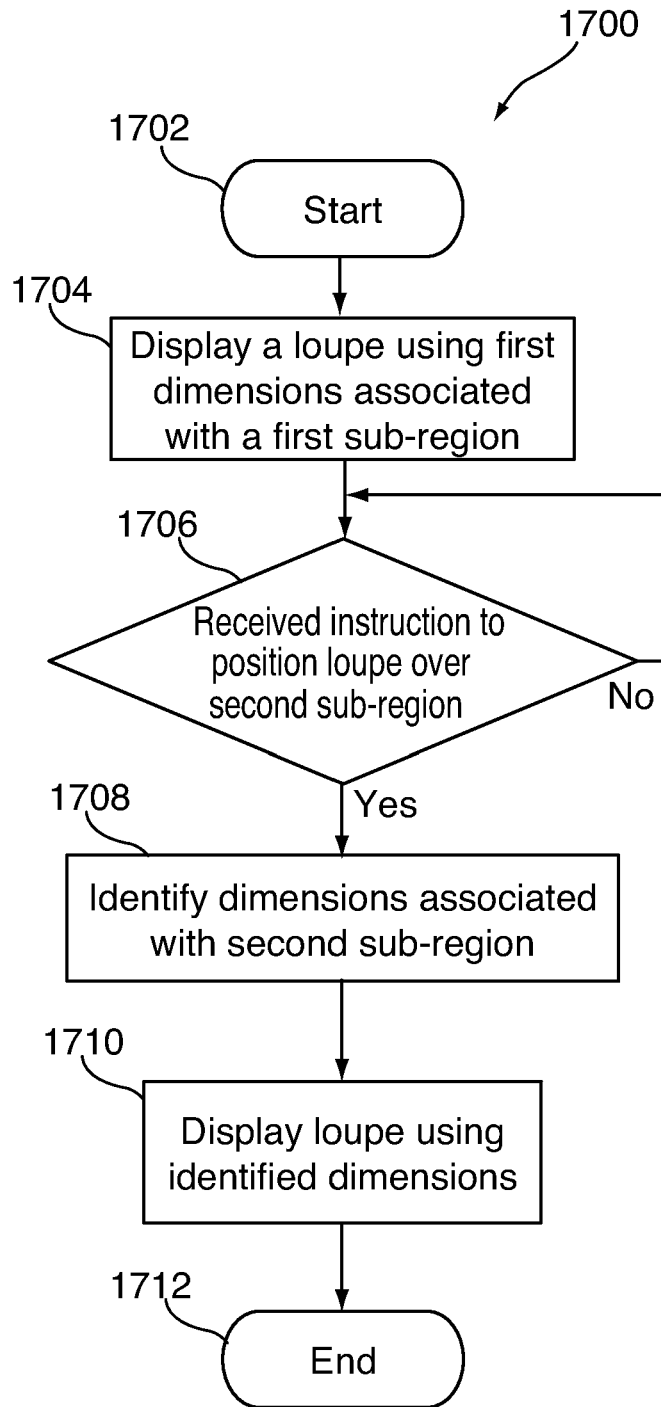 1700
1702
Start
1704
Display a loupe using first
dimensions associated
with a first sub-region
1706
Received instruction to
position loupe over
second sub-region
No
Yes
1708
Identify dimensions associated
with second sub-region
1710
Display loupe using
identified dimensions
1712
End